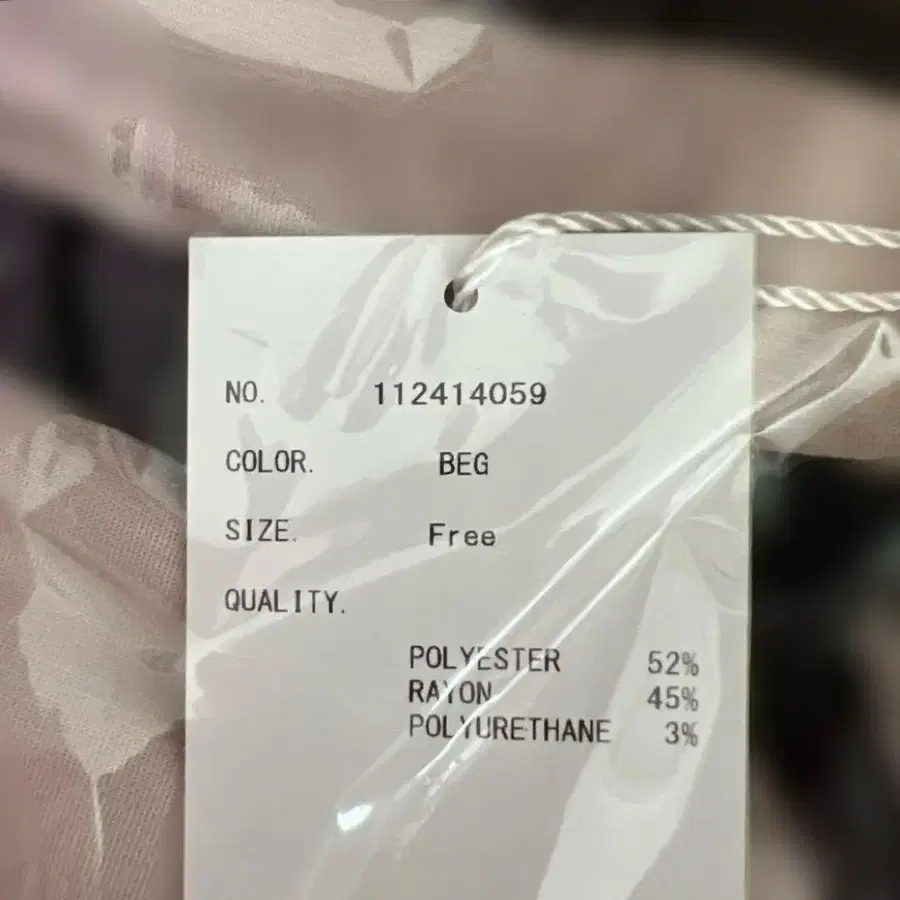 NO. 112414059
COLOR. BEG
SIZE. Free
QUALITY.
POLYESTER 52%
RAYON 45%
POLYURETHANE 3%